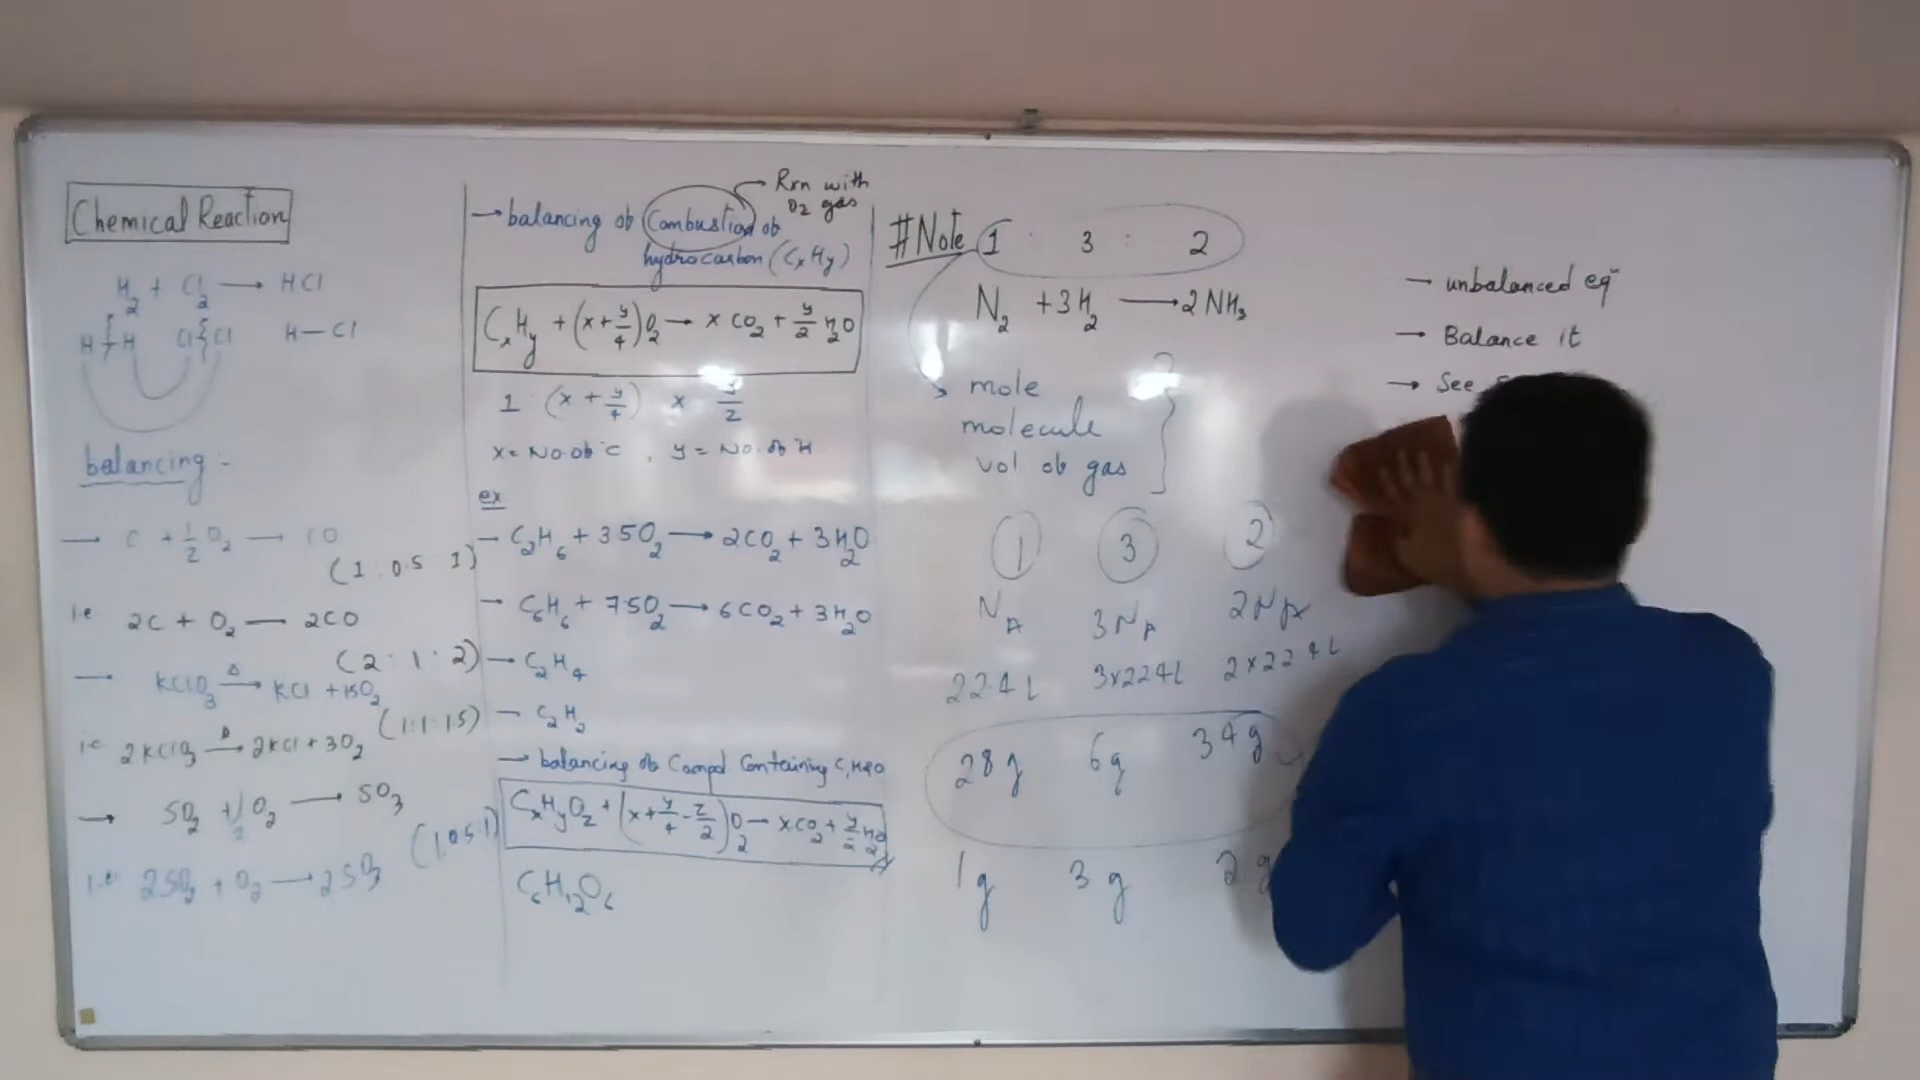 Chemical Reaction
H2 + Cl2 → HCl
H H Cl Cl H-Cl
balancing -
→ C + 1/2 O2 → CO
(1 : 0.5 1)
i.e 2C + O2 → 2CO
(2 : 1 : 2)
→ KClO3 Δ→ KCl + 1.5O2
(1:1:1.5)
i.e 2KClO3 Δ→ 2KCl + 3O2
→ SO2 + 1/2 O2 → SO3
(1 0.5 1)
i.e 2SO2 + O2 → 2SO3
→ balancing of Combustion of
hydrocarbon (CxHy)
→ Rxn with
O2 gas
CxHy + (x+y/4)O2 → x CO2 + y/2 H2O
1 (x + y/4) x y/2
x = No.of C , y = No.of H
ex
→ C2H6 + 3.5O2 → 2CO2 + 3H2O
→ C6H6 + 7.5O2 → 6CO2 + 3H2O
→ C2H4
→ C2H2
→ balancing of Compd Containing C,H&O
CxHyOz + (x+y/4-z/2)O2 → xCO2 + y/2 H2O
C6H12O6
#Note 1 : 3 : 2
N2 + 3H2 → 2NH3
mole
molecule
vol of gas
1 3 2
NA 3NA 2NA
22.4L 3x22.4L 2x22.4L
28g 6g 34g
1g 3g 2g
→ unbalanced eqn
→ Balance it
→ See